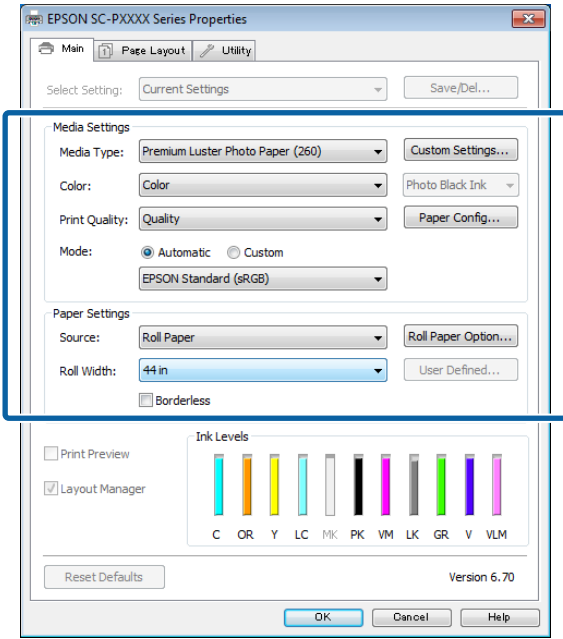 EPSON SC-PXXXX Series Properties
Main Page Layout Utility
Select Setting: Current Settings Save/Del...
Media Settings
Media Type: Premium Luster Photo Paper (260) Custom Settings...
Color: Color Photo Black Ink
Print Quality: Quality Paper Config...
Mode: Automatic Custom
EPSON Standard (sRGB)
Paper Settings
Source: Roll Paper Roll Paper Option...
Roll Width: 44 in User Defined...
Borderless
Ink Levels
Print Preview
Layout Manager
C OR Y LC MK PK VM LK GR V VLM
Reset Defaults Version 6.70
OK Cancel Help